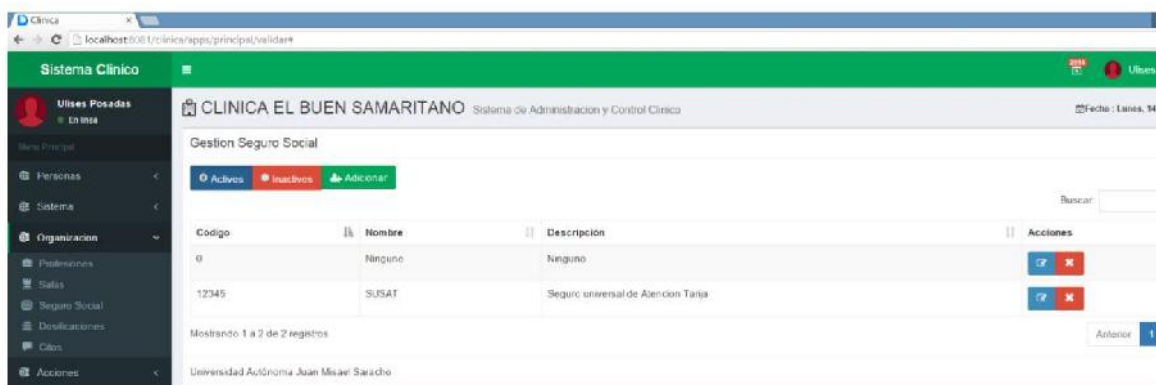 Clinica
localhost:8081/clinica/apps/principal/validar#
Sistema Clinico
2014
Ulises
Ulises Posadas
En linea
CLINICA EL BUEN SAMARITANO Sistema de Administracion y Control Clinico
Fecha : Lunes, 14
Menu Principal
Gestion Seguro Social
Personas
Activos Inactivos Adicionar
Sistema
Buscar:
Organizacion
Codigo Nombre Descripción Acciones
Profesiones
0 Ninguno Ninguno
Salas
Seguro Social
12345 SUSAT Seguro universal de Atencion Tarija
Dosificaciones
Mostrando 1 a 2 de 2 registros
Anterior 1
Citas
Acciones
Universidad Autónoma Juan Misael Saracho